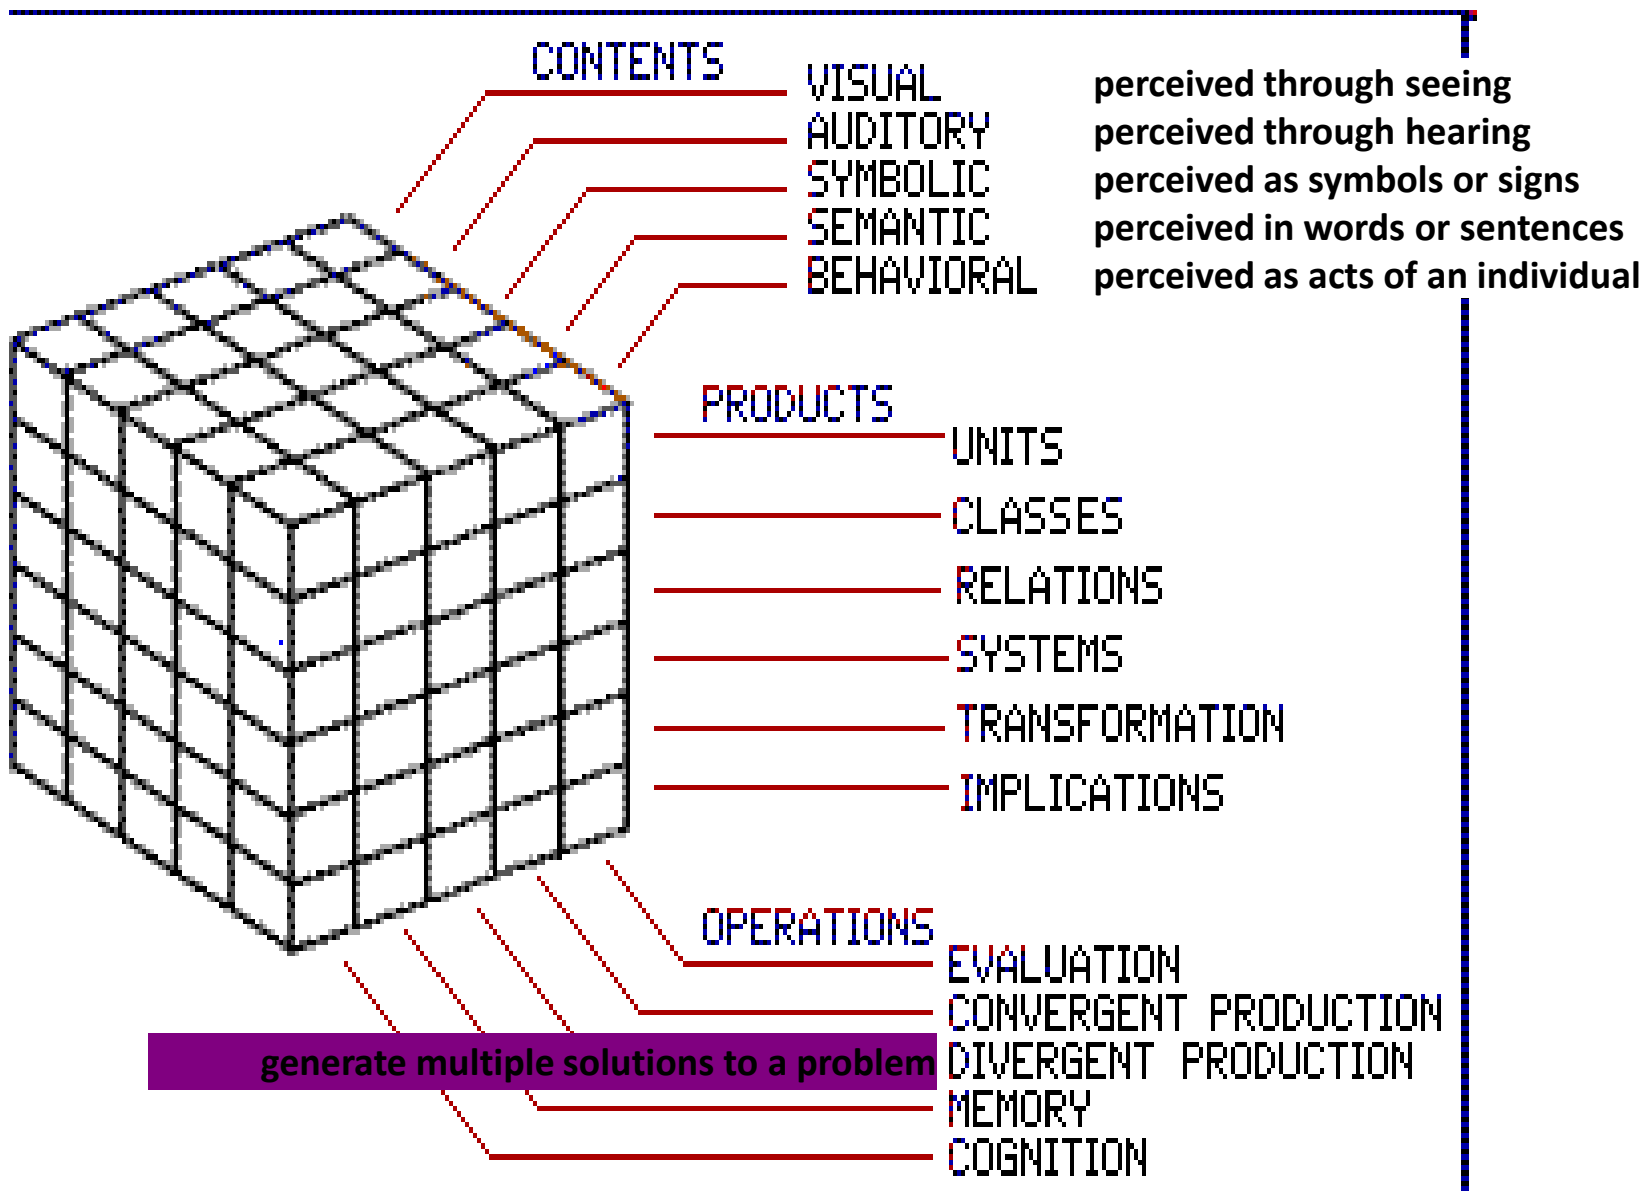 CONTENTS
VISUAL perceived through seeing
AUDITORY perceived through hearing
SYMBOLIC perceived as symbols or signs
SEMANTIC perceived in words or sentences
BEHAVIORAL perceived as acts of an individual
PRODUCTS
UNITS
CLASSES
RELATIONS
SYSTEMS
TRANSFORMATION
IMPLICATIONS
OPERATIONS
EVALUATION
CONVERGENT PRODUCTION
generate multiple solutions to a problem DIVERGENT PRODUCTION
MEMORY
COGNITION